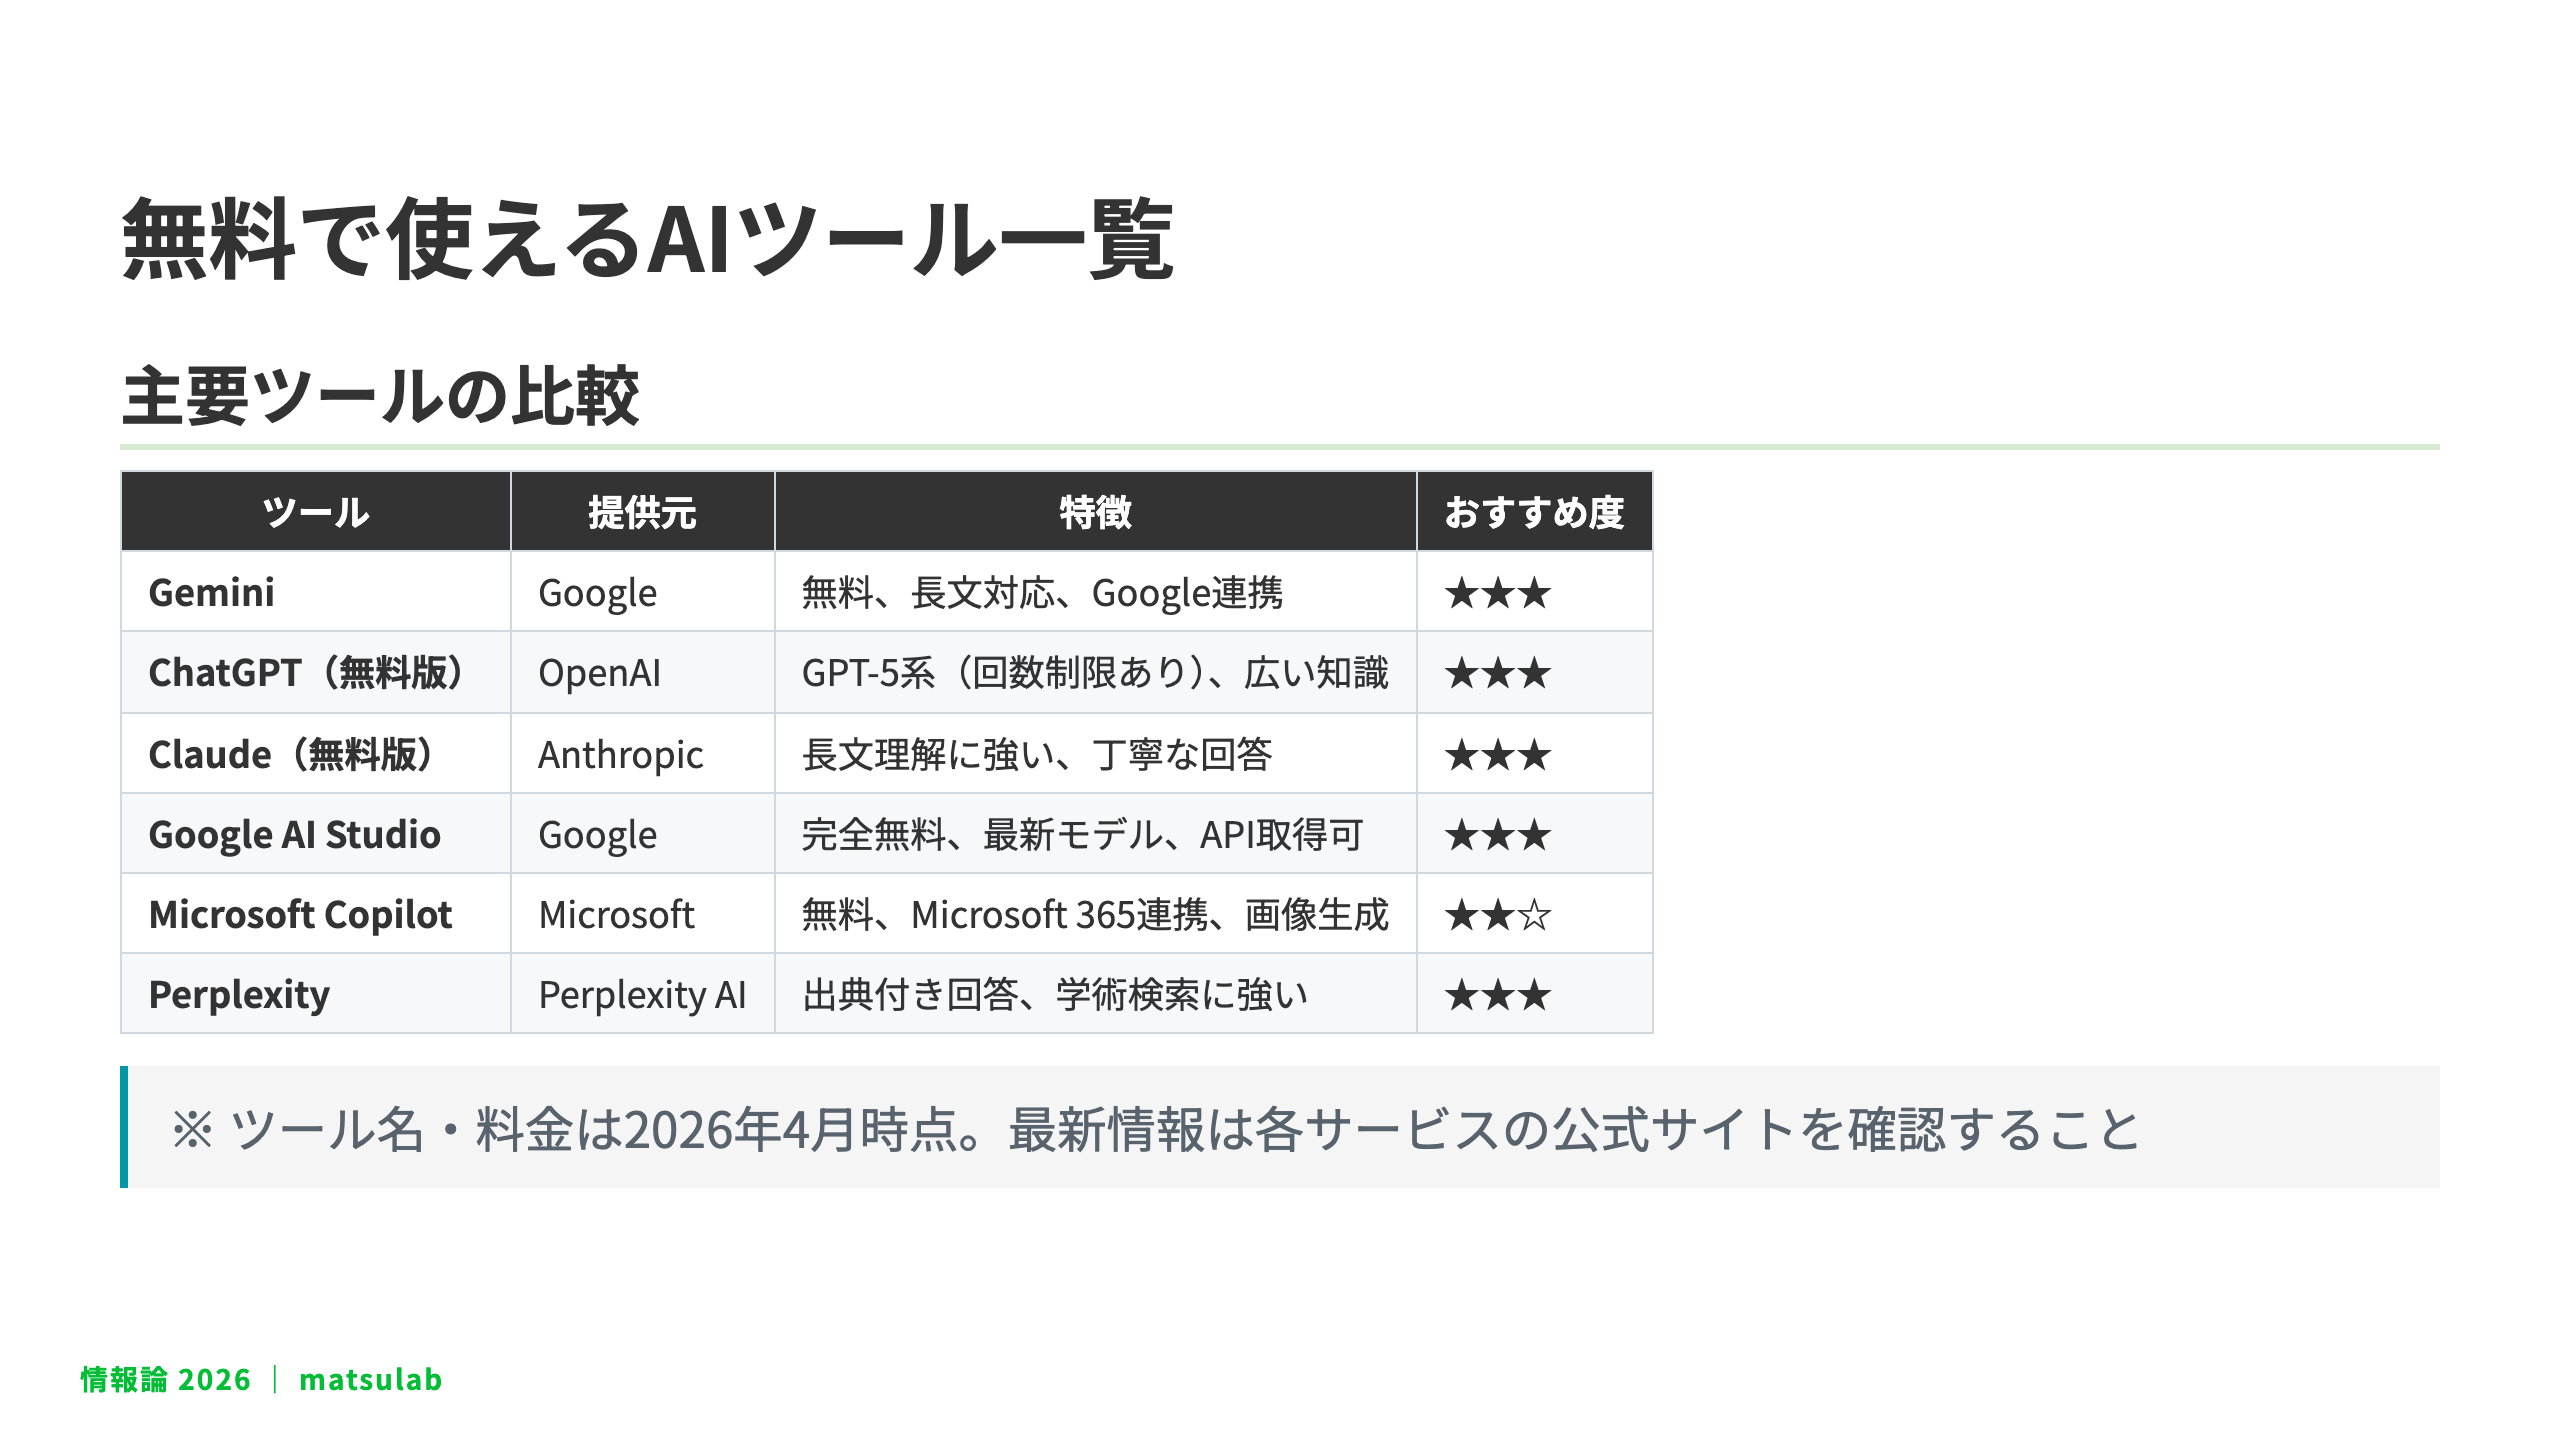 無料で使えるAIツール一覧
主要ツールの比較
ツール 提供元 特徴 おすすめ度
Gemini Google 無料、長文対応、Google連携 ★★★
ChatGPT（無料版） OpenAI GPT-5系（回数制限あり）、広い知識 ★★★
Claude（無料版） Anthropic 長文理解に強い、丁寧な回答 ★★★
Google AI Studio Google 完全無料、最新モデル、API取得可 ★★★
Microsoft Copilot Microsoft 無料、Microsoft 365連携、画像生成 ★★☆
Perplexity Perplexity AI 出典付き回答、学術検索に強い ★★★
※ ツール名・料金は2026年4月時点。最新情報は各サービスの公式サイトを確認すること
情報論 2026 ｜ matsulab